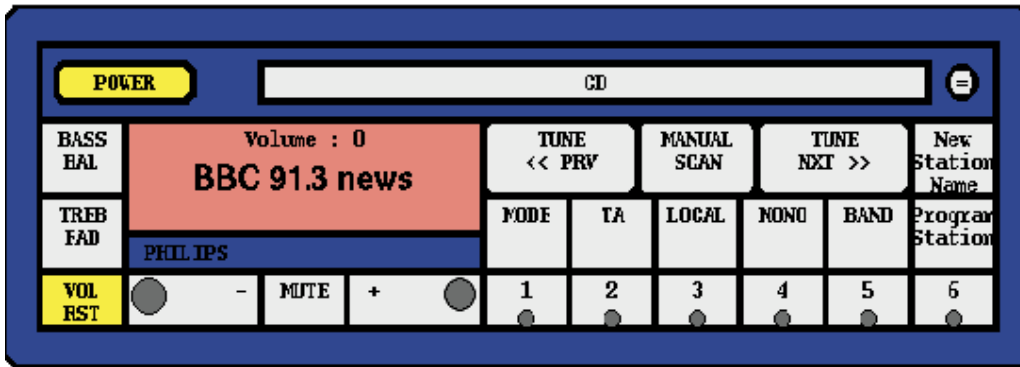 POWER
CD
=
BASS
BAL
Volume : 0
BBC 91.3 news
TUNE
<< PRV
MANUAL
SCAN
TUNE
NXT >>
New
Station
Name
TREB
FAD
PHILIPS
MODE
TA
LOCAL
MONO
BAND
Program
Station
VOL
RST
-
MUTE
+
1
2
3
4
5
6